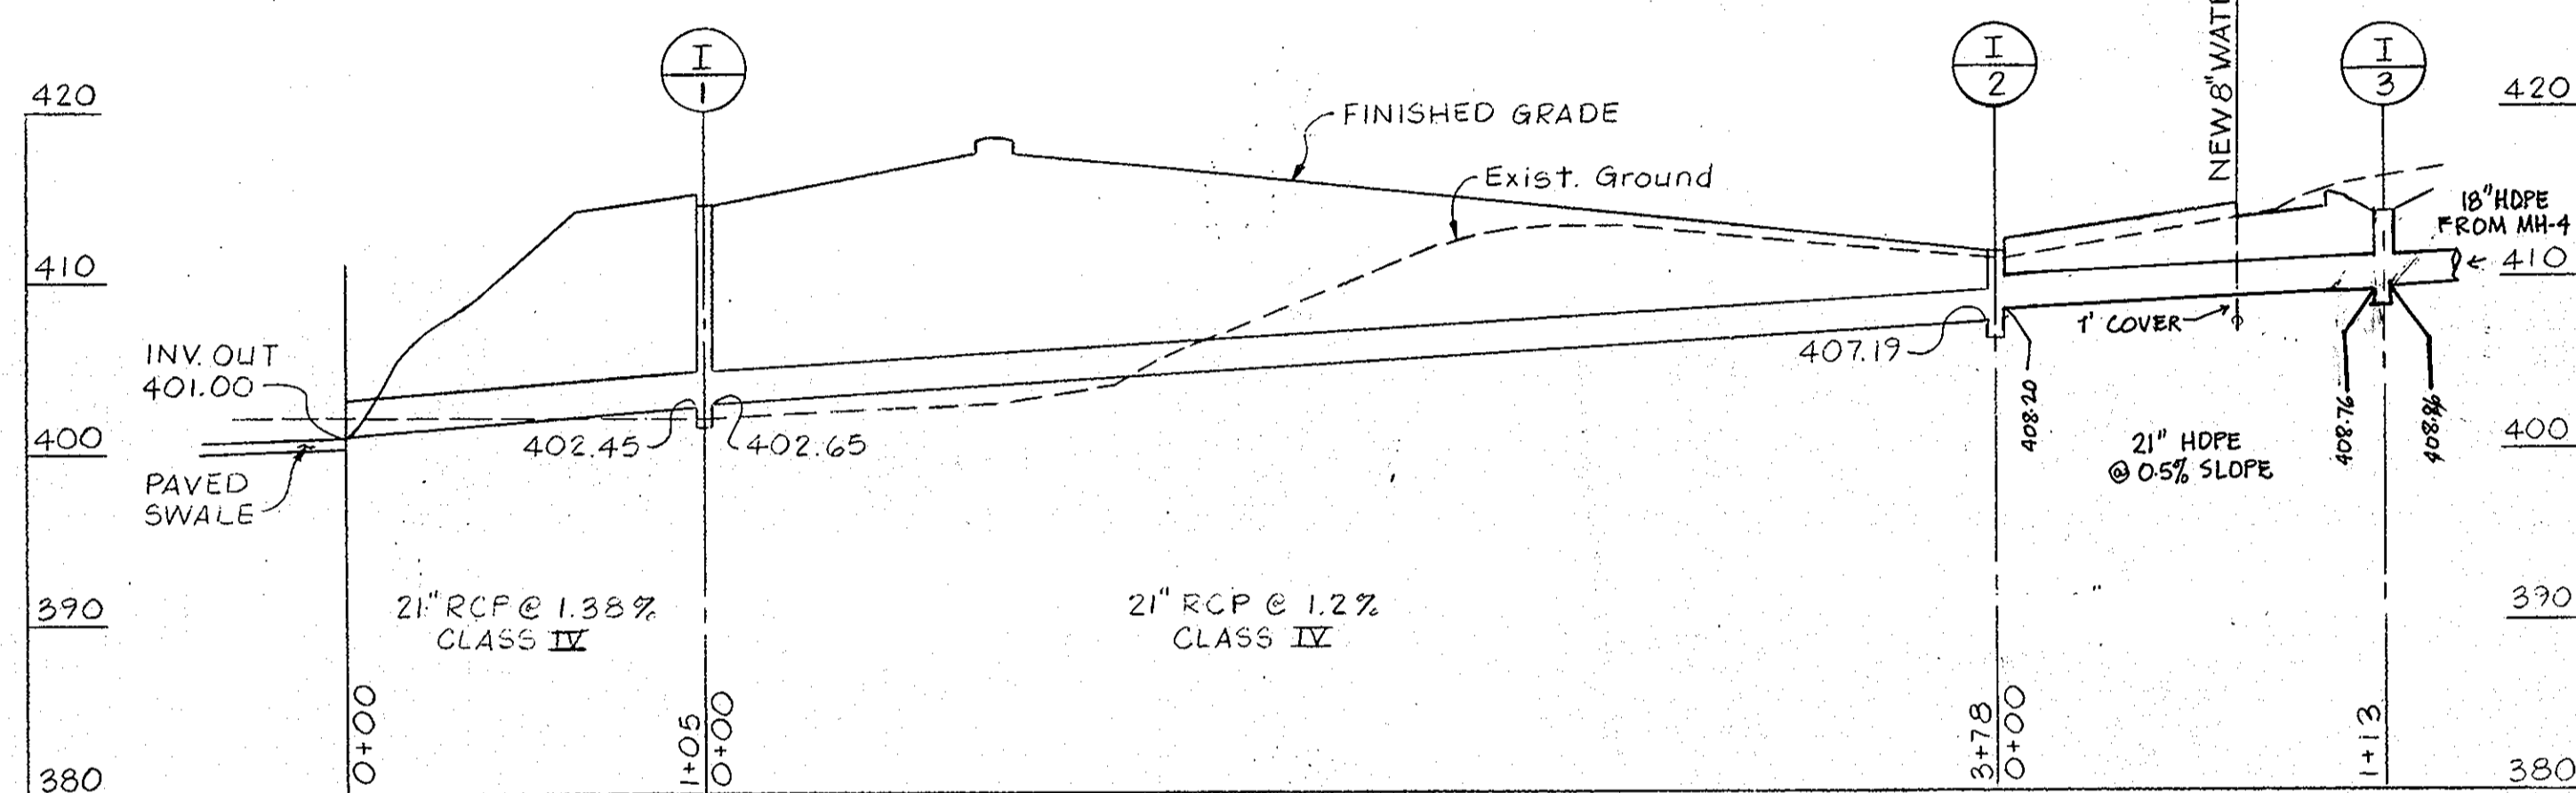 I
1
I
2
I
3
NEW 8" WATE
420
420
FINISHED GRADE
Exist. Ground
18" HDPE
FROM MH-4
410
410
INV. OUT
401.00
1' COVER
407.19
408.20
408.76
408.86
400
400
402.45
402.65
21" HDPE
@ 0.5% SLOPE
PAVED
SWALE
390
390
21" RCP @ 1.38%
CLASS IV
21" RCP @ 1.2%
CLASS IV
0+00
1+05
0+00
3+78
0+00
1+13
380
380